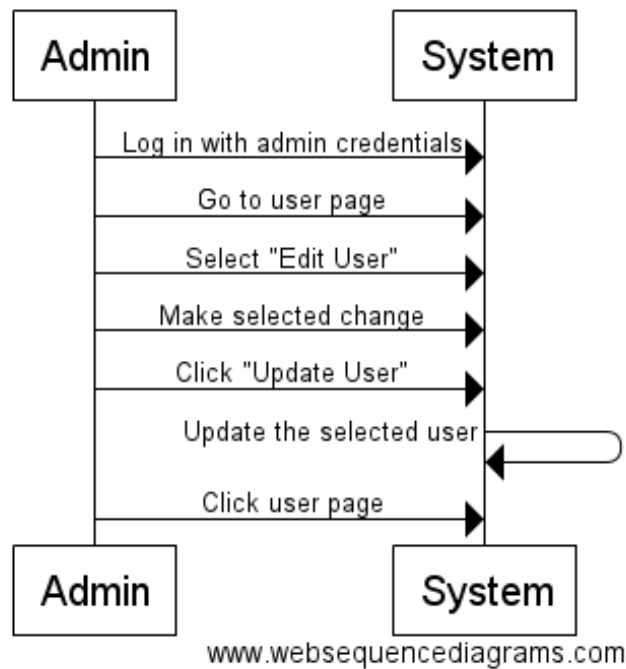 Admin
System
Log in with admin credentials
Go to user page
Select "Edit User"
Make selected change
Click "Update User"
Update the selected user
Click user page
Admin
System
www.websequencediagrams.com